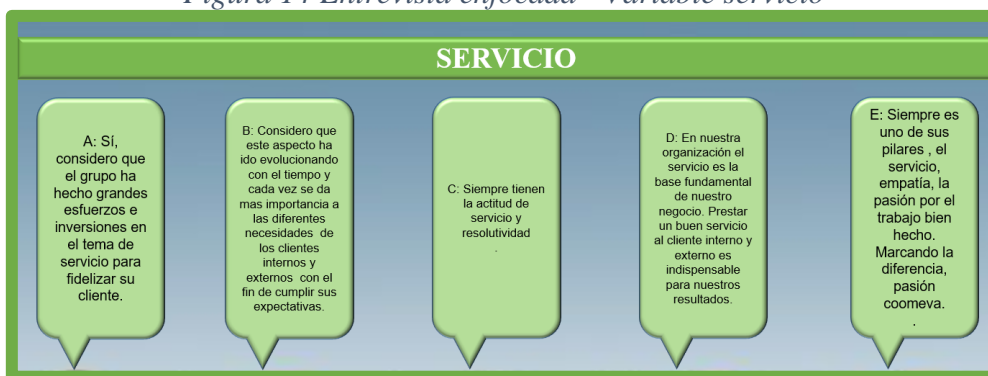 Figura 14 Entrevista enfocada - Variable servicio
SERVICIO
A: Sí,
considero que
el grupo ha
hecho grandes
esfuerzos e
inversiones en
el tema de
servicio para
fidelizar su
cliente.
B: Considero que
este aspecto ha
ido evolucionando
con el tiempo y
cada vez se da
mas importancia a
las diferentes
necesidades de
los clientes
internos y
externos con el
fin de cumplir sus
expectativas.
C: Siempre tienen
la actitud de
servicio y
resolutividad
.
D: En nuestra
organización el
servicio es la
base fundamental
de nuestro
negocio. Prestar
un buen servicio
al cliente interno y
externo es
indispensable
para nuestros
resultados.
E: Siempre es
uno de sus
pilares , el
servicio,
empatía, la
pasión por el
trabajo bien
hecho.
Marcando la
diferencia,
pasión
coomeva.
.